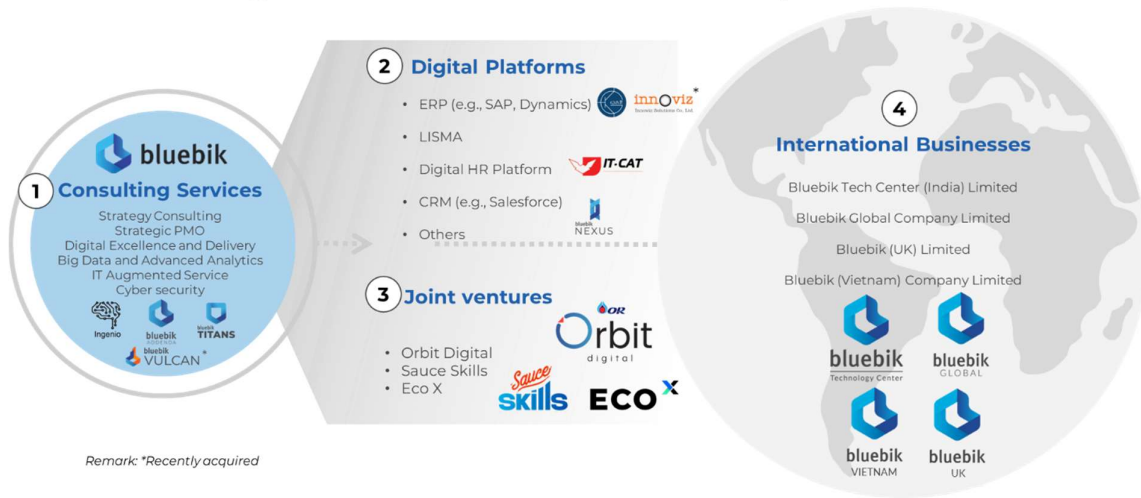 bluebik
1
Consulting Services
Strategy Consulting
Strategic PMO
Digital Excellence and Delivery
Big Data and Advanced Analytics
IT Augmented Service
Cyber security
Ingenio
bluebik
ADDENDA
bluebik
TITANS
bluebik
VULCAN *
2 Digital Platforms
• ERP (e.g., SAP, Dynamics)
innOviz *
• LISMA
• Digital HR Platform
IT-CAT
• CRM (e.g., Salesforce)
bluebik
NEXUS
• Others
3 Joint ventures
OR
Orbit
digital
• Orbit Digital
• Sauce Skills
• Eco X
Sauce
SKills
ECO X
4
International Businesses
Bluebik Tech Center (India) Limited
Bluebik Global Company Limited
Bluebik (UK) Limited
Bluebik (Vietnam) Company Limited
bluebik
Technology Center
bluebik
GLOBAL
bluebik
VIETNAM
bluebik
UK
Remark: *Recently acquired